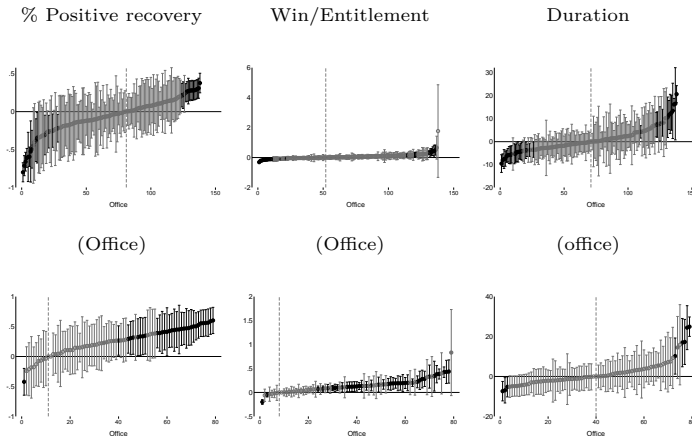 % Positive recovery Win/Entitlement Duration
.5
0
-.5
-1
0 50 100 150
Office
6
4
2
0
-2
0 50 100 150
Office
30
20
10
0
-10
-20
0 50 100 150
Office
(Office) (Office) (office)
1
.5
0
-.5
-1
0 20 40 60 80
Office
2
1.5
1
.5
0
-.5
0 20 40 60 80
Office
40
20
0
-20
0 20 40 60 80
Office